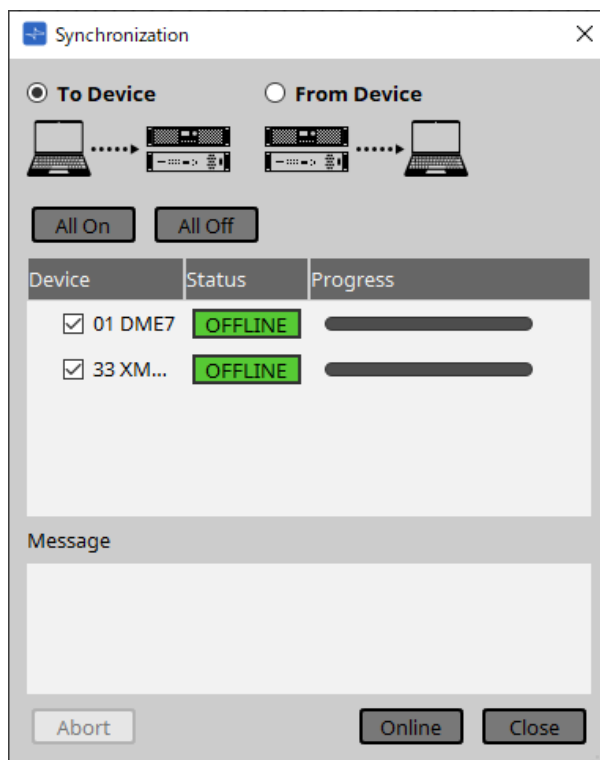 Synchronization
To Device From Device
All On All Off
Device Status Progress
01 DME7 OFFLINE
33 XM... OFFLINE
Message
Abort Online Close